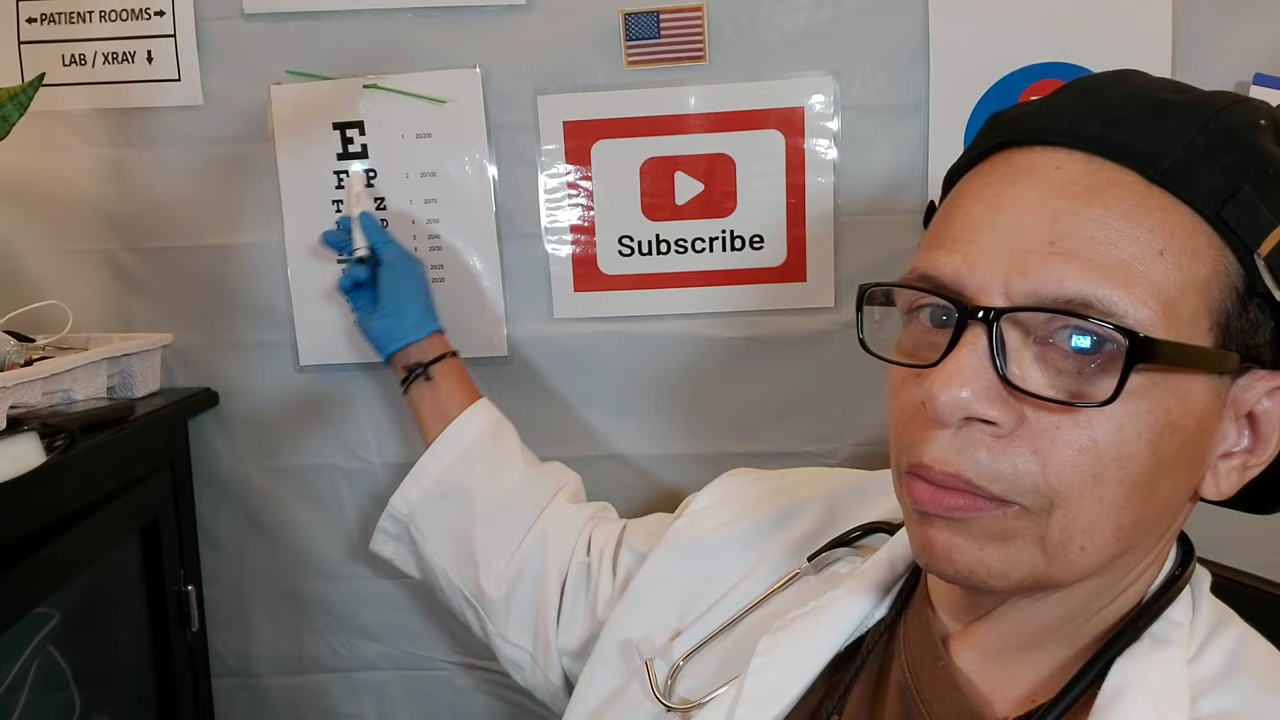 ←PATIENT ROOMS→
LAB / XRAY ↓
E 1 20/200
F P 2 20/100
T Z 3 20/70
D 4 20/50
5 20/40
6 20/30
20/25
20/20
Subscribe